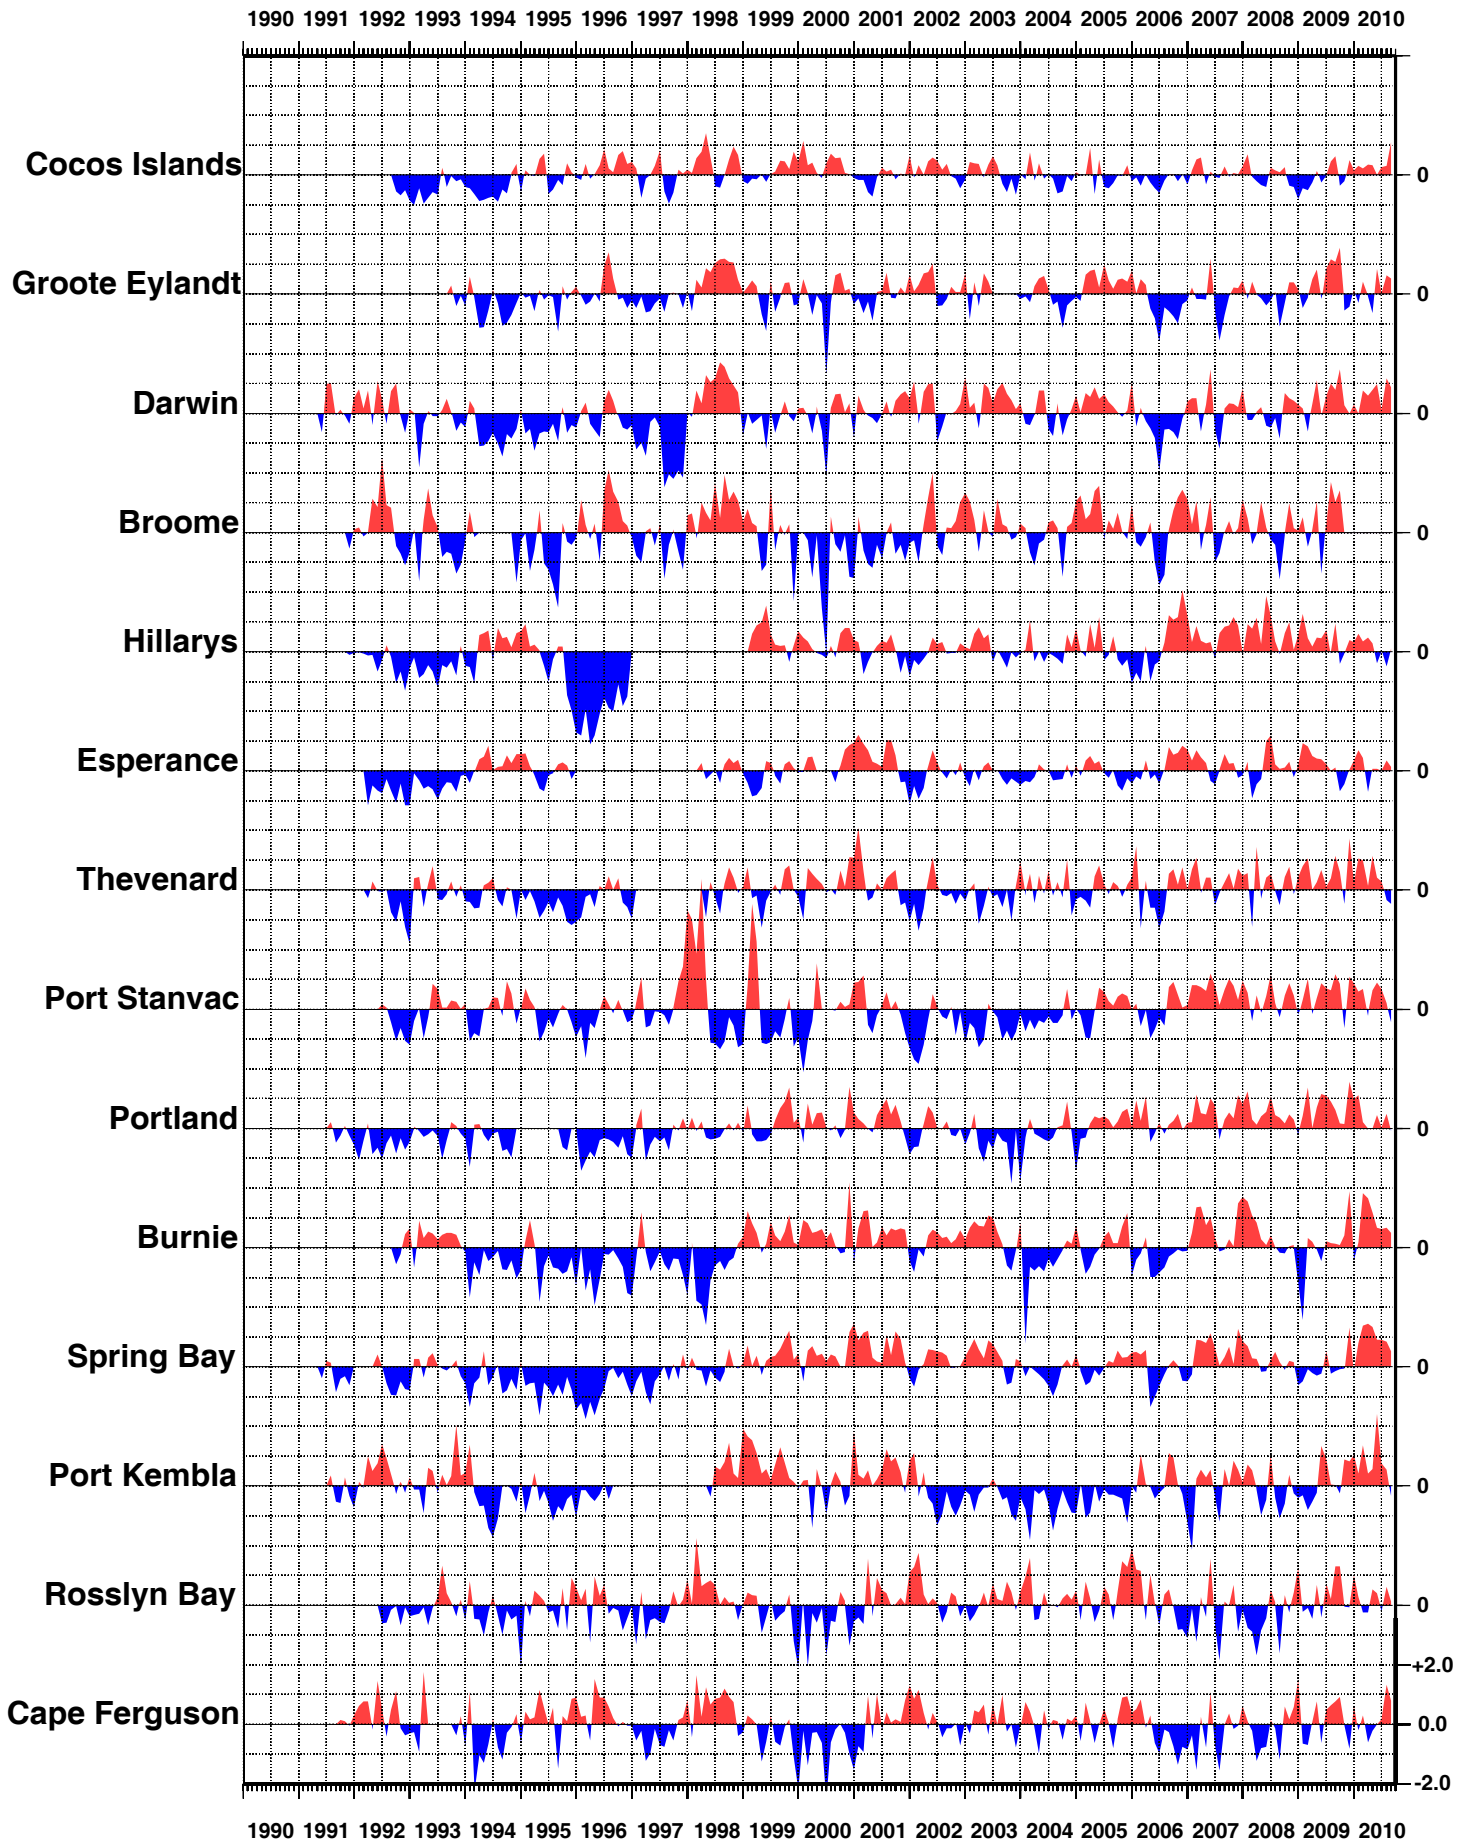 1990 1991 1992 1993 1994 1995 1996 1997 1998 1999 2000 2001 2002 2003 2004 2005 2006 2007 2008 2009 2010
Cocos Islands 0
Groote Eylandt 0
Darwin 0
Broome 0
Hillarys 0
Esperance 0
Thevenard 0
Port Stanvac 0
Portland 0
Burnie 0
Spring Bay 0
Port Kembla 0
Rosslyn Bay 0
+2.0
Cape Ferguson 0.0
-2.0
1990 1991 1992 1993 1994 1995 1996 1997 1998 1999 2000 2001 2002 2003 2004 2005 2006 2007 2008 2009 2010